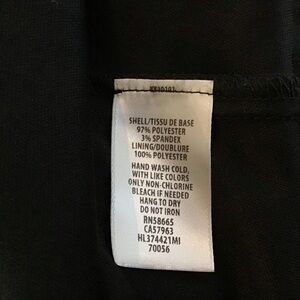 SHELL/TISSU DE BASE
97% POLYESTER
3% SPANDEX
LINING/DOUBLURE
100% POLYESTER
HAND WASH COLD,
WITH LIKE COLORS
ONLY NON-CHLORINE
BLEACH IF NEEDED
HANG TO DRY
DO NOT IRON
RN58665
CA57963
HL374421MI
70056